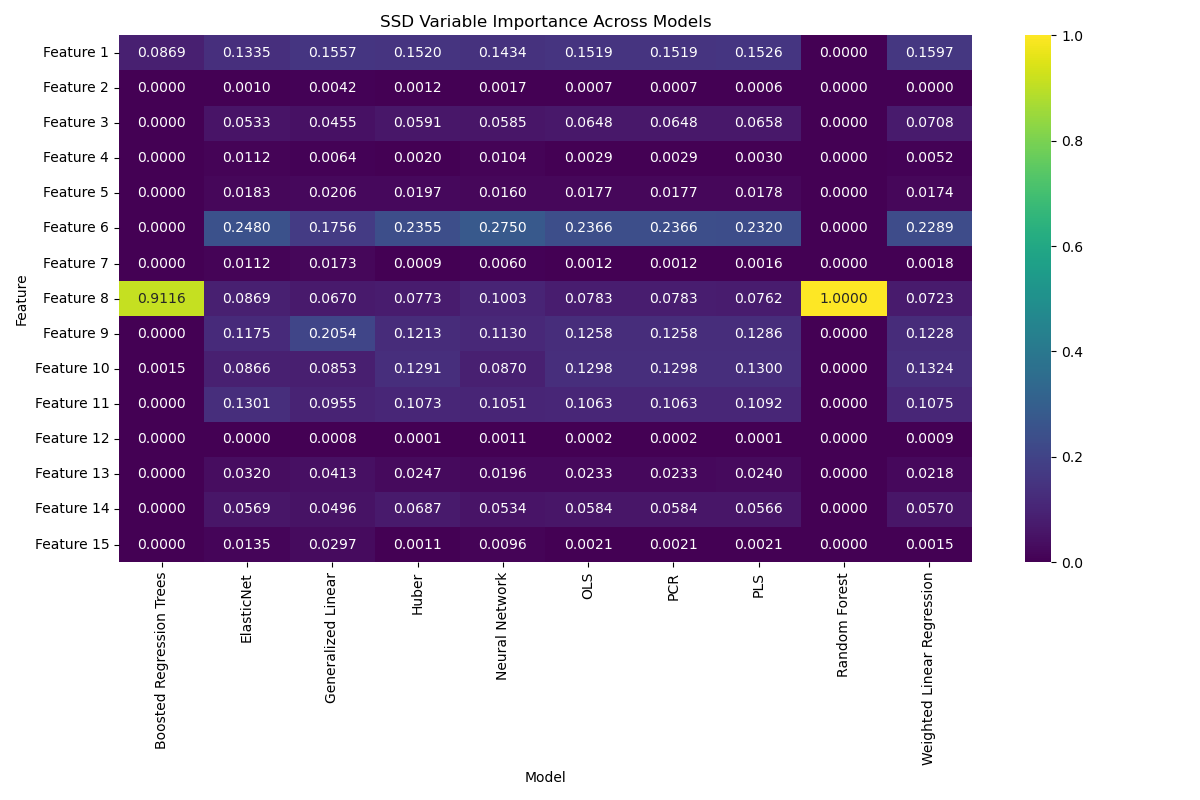 SSD Variable Importance Across Models
Feature 1 0.0869 0.1335 0.1557 0.1520 0.1434 0.1519 0.1519 0.1526 0.0000 0.1597
Feature 2 0.0000 0.0010 0.0042 0.0012 0.0017 0.0007 0.0007 0.0006 0.0000 0.0000
Feature 3 0.0000 0.0533 0.0455 0.0591 0.0585 0.0648 0.0648 0.0658 0.0000 0.0708
Feature 4 0.0000 0.0112 0.0064 0.0020 0.0104 0.0029 0.0029 0.0030 0.0000 0.0052
Feature 5 0.0000 0.0183 0.0206 0.0197 0.0160 0.0177 0.0177 0.0178 0.0000 0.0174
Feature 6 0.0000 0.2480 0.1756 0.2355 0.2750 0.2366 0.2366 0.2320 0.0000 0.2289
Feature 7 0.0000 0.0112 0.0173 0.0009 0.0060 0.0012 0.0012 0.0016 0.0000 0.0018
Feature 8 0.9116 0.0869 0.0670 0.0773 0.1003 0.0783 0.0783 0.0762 1.0000 0.0723
Feature 9 0.0000 0.1175 0.2054 0.1213 0.1130 0.1258 0.1258 0.1286 0.0000 0.1228
Feature 10 0.0015 0.0866 0.0853 0.1291 0.0870 0.1298 0.1298 0.1300 0.0000 0.1324
Feature 11 0.0000 0.1301 0.0955 0.1073 0.1051 0.1063 0.1063 0.1092 0.0000 0.1075
Feature 12 0.0000 0.0000 0.0008 0.0001 0.0011 0.0002 0.0002 0.0001 0.0000 0.0009
Feature 13 0.0000 0.0320 0.0413 0.0247 0.0196 0.0233 0.0233 0.0240 0.0000 0.0218
Feature 14 0.0000 0.0569 0.0496 0.0687 0.0534 0.0584 0.0584 0.0566 0.0000 0.0570
Feature 15 0.0000 0.0135 0.0297 0.0011 0.0096 0.0021 0.0021 0.0021 0.0000 0.0015
Feature
Boosted Regression Trees
ElasticNet
Generalized Linear
Huber
Neural Network
OLS
PCR
PLS
Random Forest
Weighted Linear Regression
Model
1.0
0.8
0.6
0.4
0.2
0.0